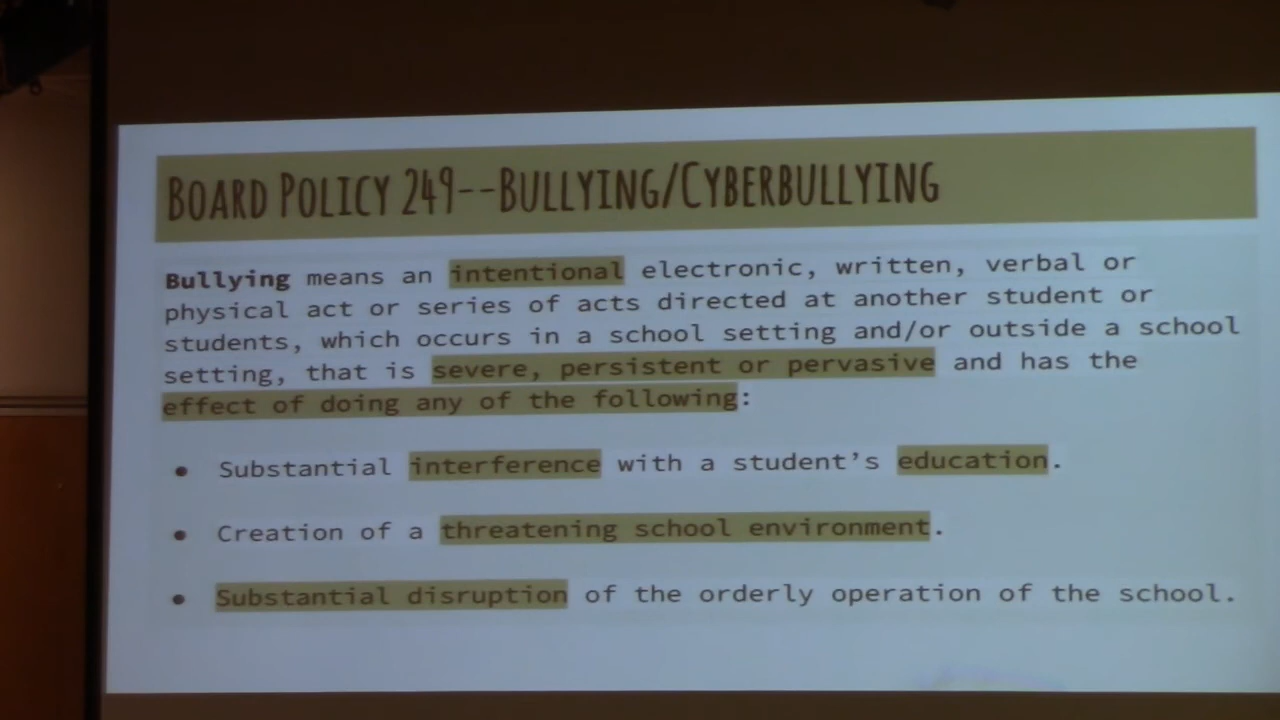 BOARD POLICY 249--BULLYING/CYBERBULLYING
Bullying means an intentional electronic, written, verbal or
physical act or series of acts directed at another student or
students, which occurs in a school setting and/or outside a school
setting, that is severe, persistent or pervasive and has the
effect of doing any of the following:
● Substantial interference with a student’s education.
● Creation of a threatening school environment.
● Substantial disruption of the orderly operation of the school.